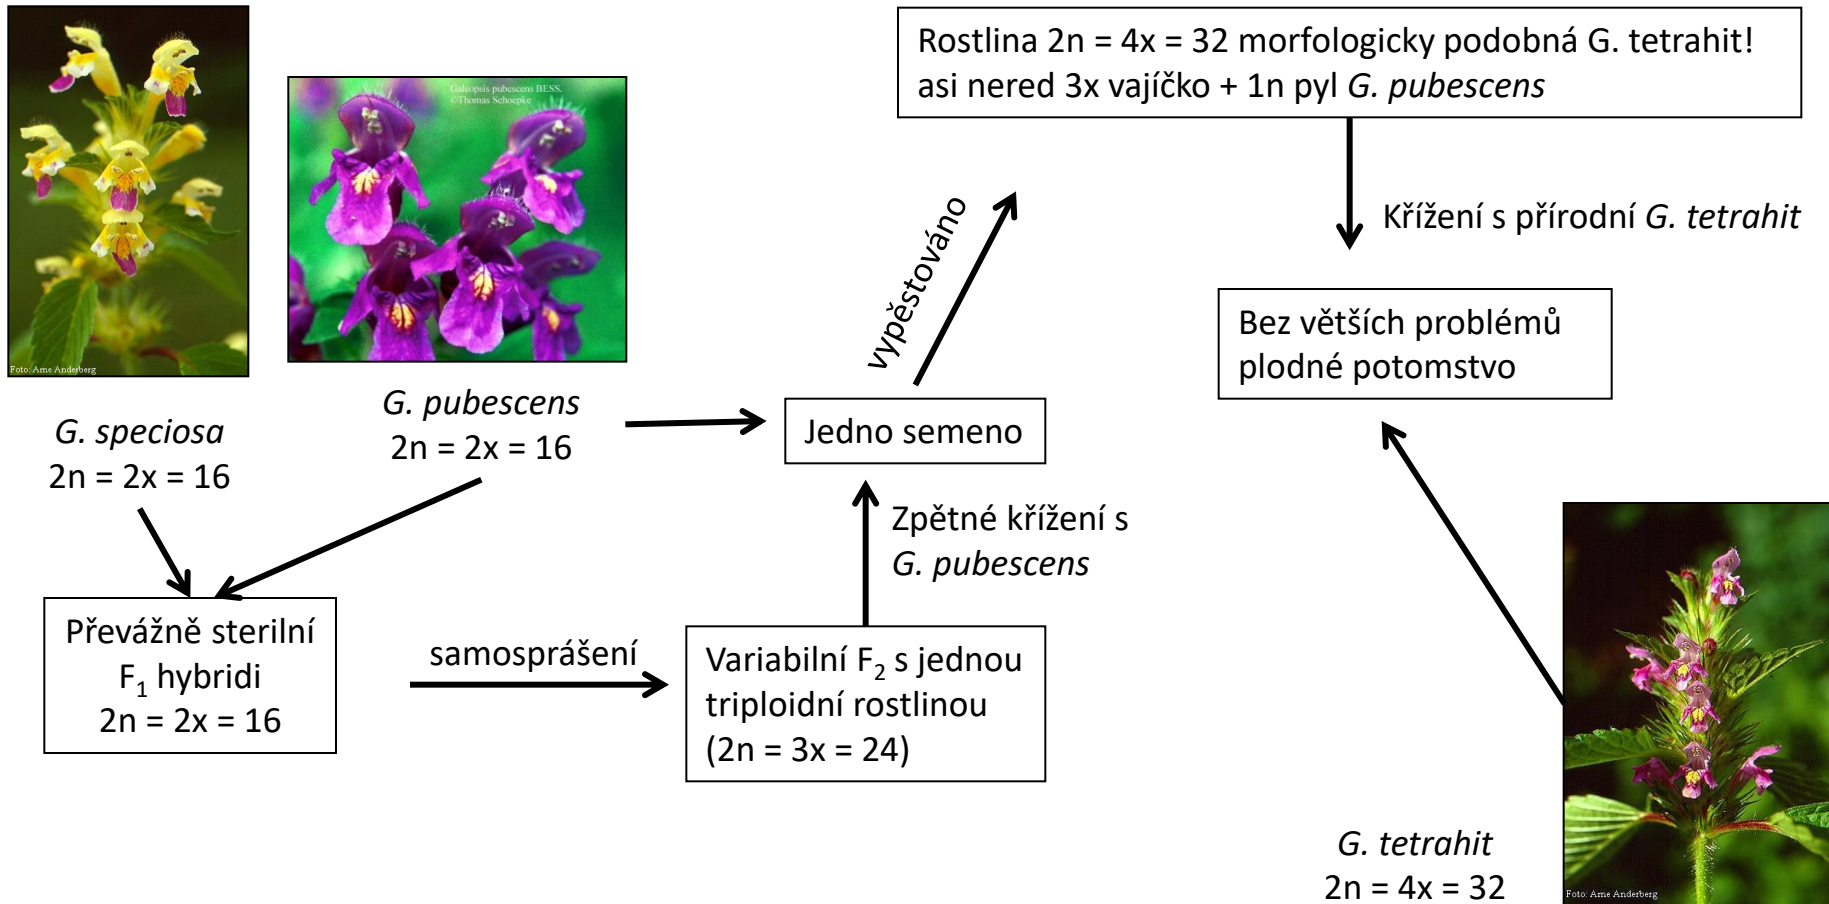 Foto: Arne Anderberg
Galeopsis pubescens BESS.
©Thomas Schoepke
G. speciosa
2n = 2x = 16
G. pubescens
2n = 2x = 16
Převážně sterilní
F₁ hybridi
2n = 2x = 16
samosprášení
Variabilní F₂ s jednou
triploidní rostlinou
(2n = 3x = 24)
Zpětné křížení s
G. pubescens
Jedno semeno
vypěstováno
Rostlina 2n = 4x = 32 morfologicky podobná G. tetrahit!
asi nered 3x vajíčko + 1n pyl G. pubescens
Křížení s přírodní G. tetrahit
Bez větších problémů
plodné potomstvo
G. tetrahit
2n = 4x = 32
Foto: Arne Anderberg